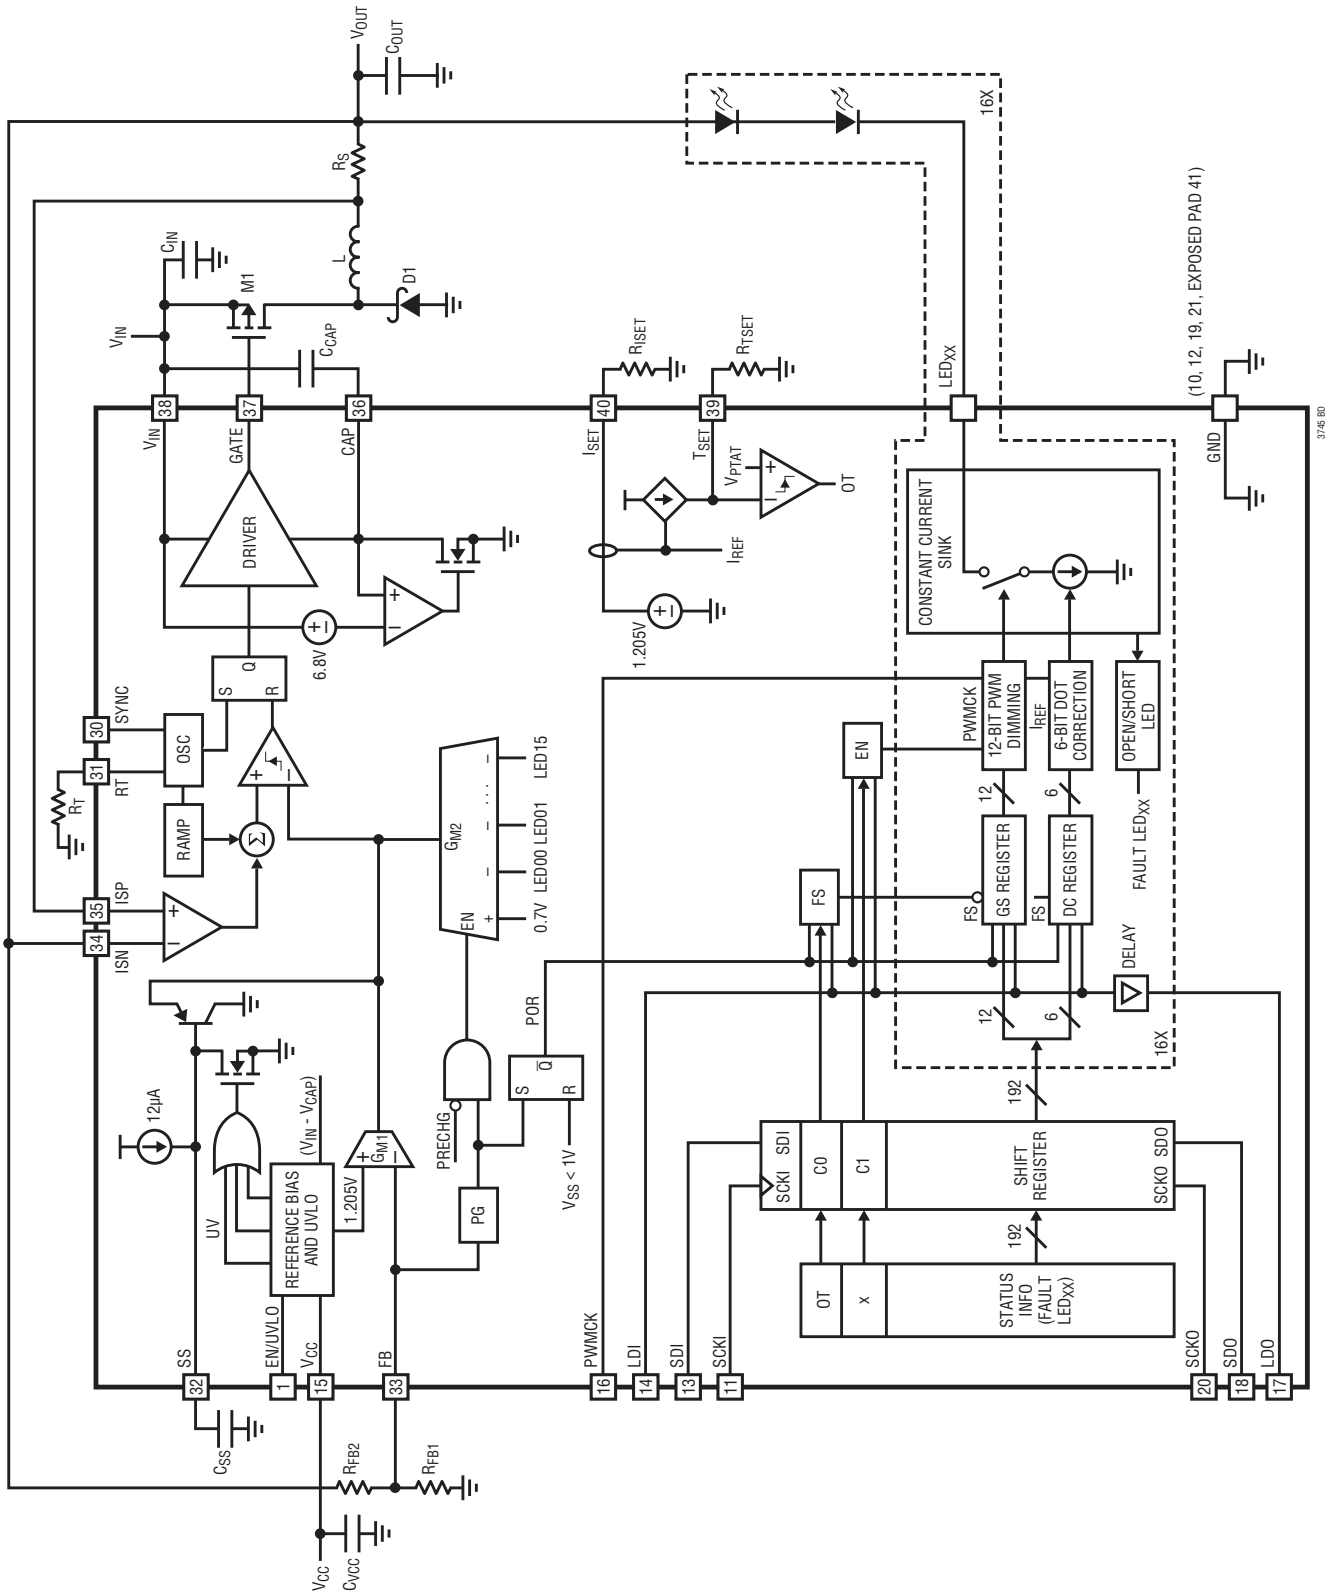 VCC
CVCC
RFB2
RFB1
CSS
SS
32
EN/UVLO
1
VCC
15
FB
33
PWMCK
16
LDI
14
SDI
13
SCKI
11
SCKO
20
SDO
18
LDO
17
12µA
UV
REFERENCE BIAS
AND UVLO
(VIN - VCAP)
1.205V
+
–
GM1
PG
PRECHG
VSS < 1V
S
Q
R
POR
ISN
34
ISP
35
–
+
RT
RT
31
SYNC
30
RAMP
OSC
Σ
+
–
S
Q
R
EN
GM2
+
–
–
. . .
–
0.7V
LED00
LED01
LED15
DRIVER
6.8V
+
–
+
–
VIN
38
GATE
37
CAP
36
VIN
CIN
M1
CCAP
L
D1
RS
VOUT
COUT
ISET
40
RISET
TSET
39
RTSET
VPTAT
+
–
OT
IREF
1.205V
+
–
16X
LEDXX
GND
(10, 12, 19, 21, EXPOSED PAD 41)
CONSTANT CURRENT
SINK
PWMCK
12-BIT PWM
DIMMING
IREF
6-BIT DOT
CORRECTION
OPEN/SHORT
LED
FAULT LEDXX
EN
FS
12
6
FS
GS REGISTER
FS
DC REGISTER
12
6
DELAY
16X
192
SCKI
SDI
C0
C1
SHIFT
REGISTER
SCKO
SDO
192
OT
x
STATUS
INFO
(FAULT
LEDXX)
3745 BD